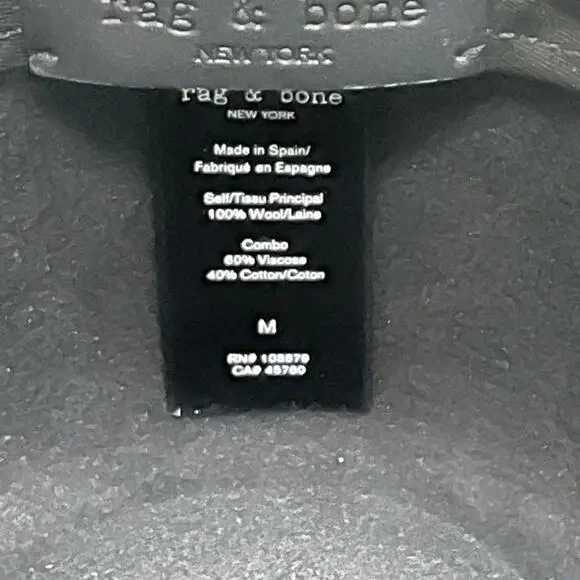 rag & bone
NEW YORK
rag & bone
NEW YORK
Made in Spain/
Fabriqué en Espagne
Self/Tissu Principal
100% Wool/Laine
Combo
60% Viscose
40% Cotton/Coton
M
RN# 108579
CA# 45760